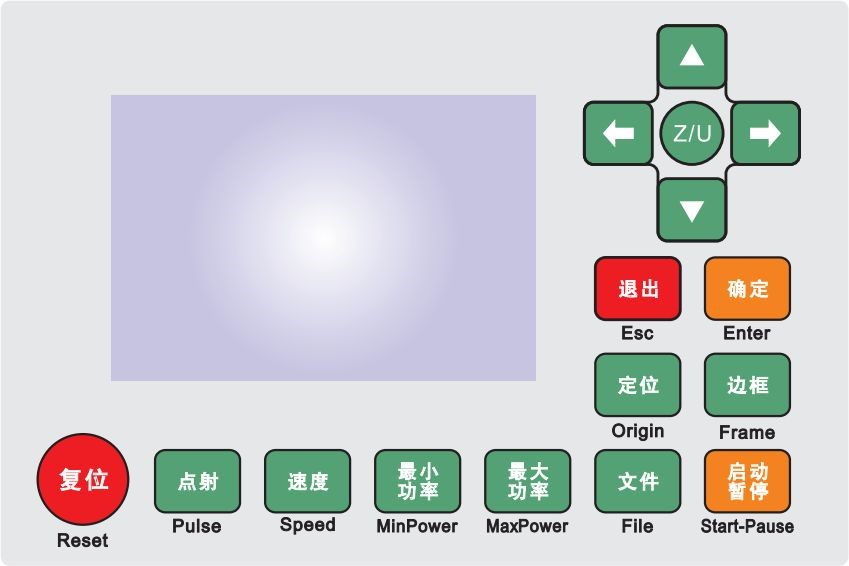 Z/U
退出
确定
Esc
Enter
定位
边框
Origin
Frame
复位
点射
速度
最小
功率
最大
功率
文件
启动
暂停
Reset
Pulse
Speed
MinPower
MaxPower
File
Start-Pause